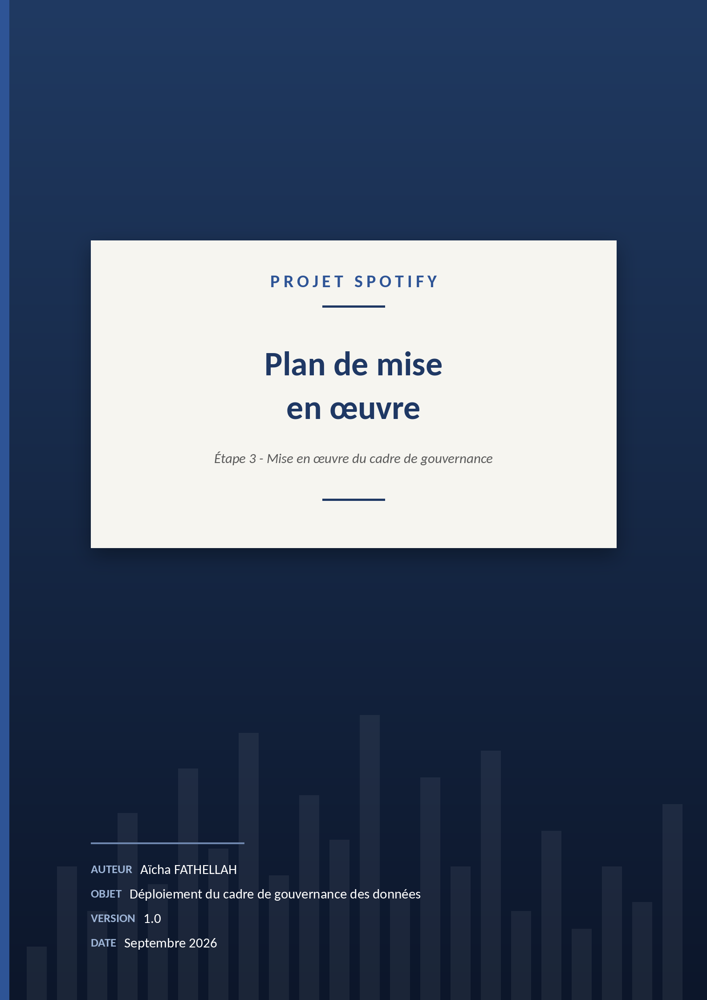 PROJET SPOTIFY
Plan de mise
en œuvre
Étape 3 - Mise en œuvre du cadre de gouvernance
AUTEUR Aïcha FATHELLAH
OBJET Déploiement du cadre de gouvernance des données
VERSION 1.0
DATE Septembre 2026